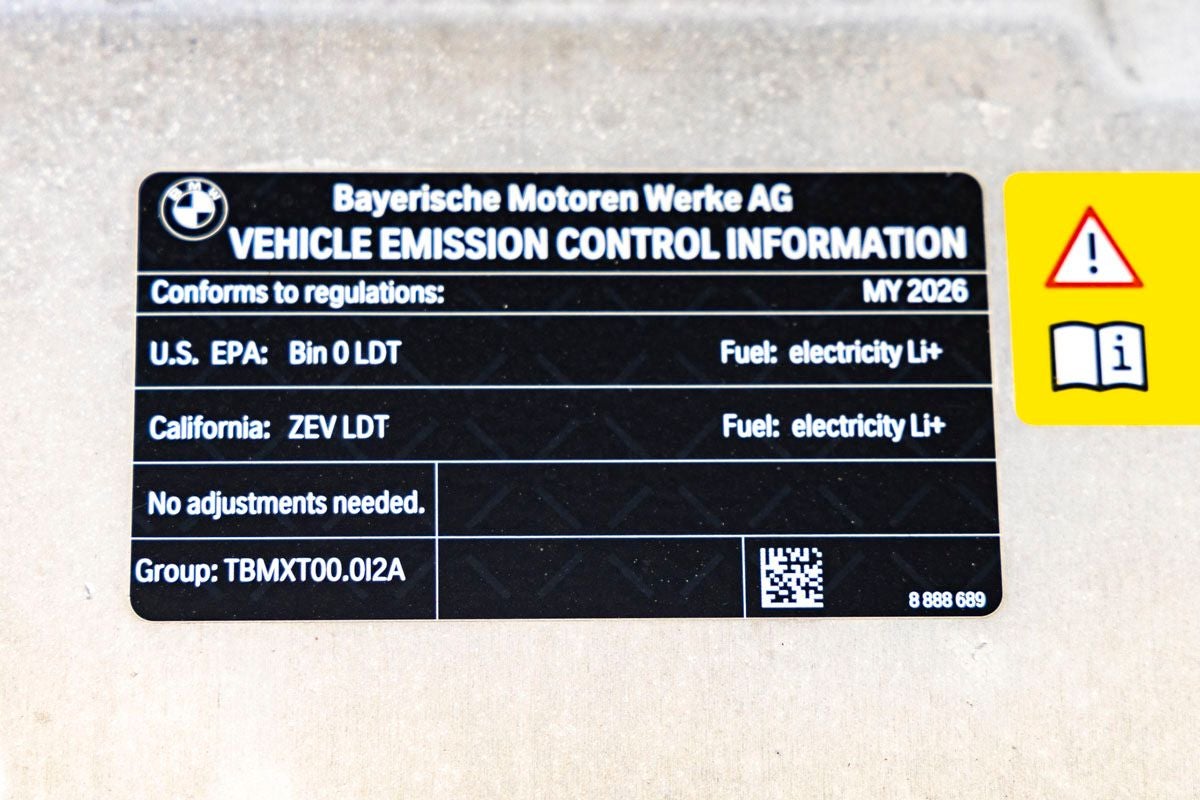 BMW
Bayerische Motoren Werke AG
VEHICLE EMISSION CONTROL INFORMATION
Conforms to regulations: MY 2026
U.S. EPA: Bin 0 LDT Fuel: electricity Li+
California: ZEV LDT Fuel: electricity Li+
No adjustments needed.
Group: TBMXT00.0I2A
8 888 689